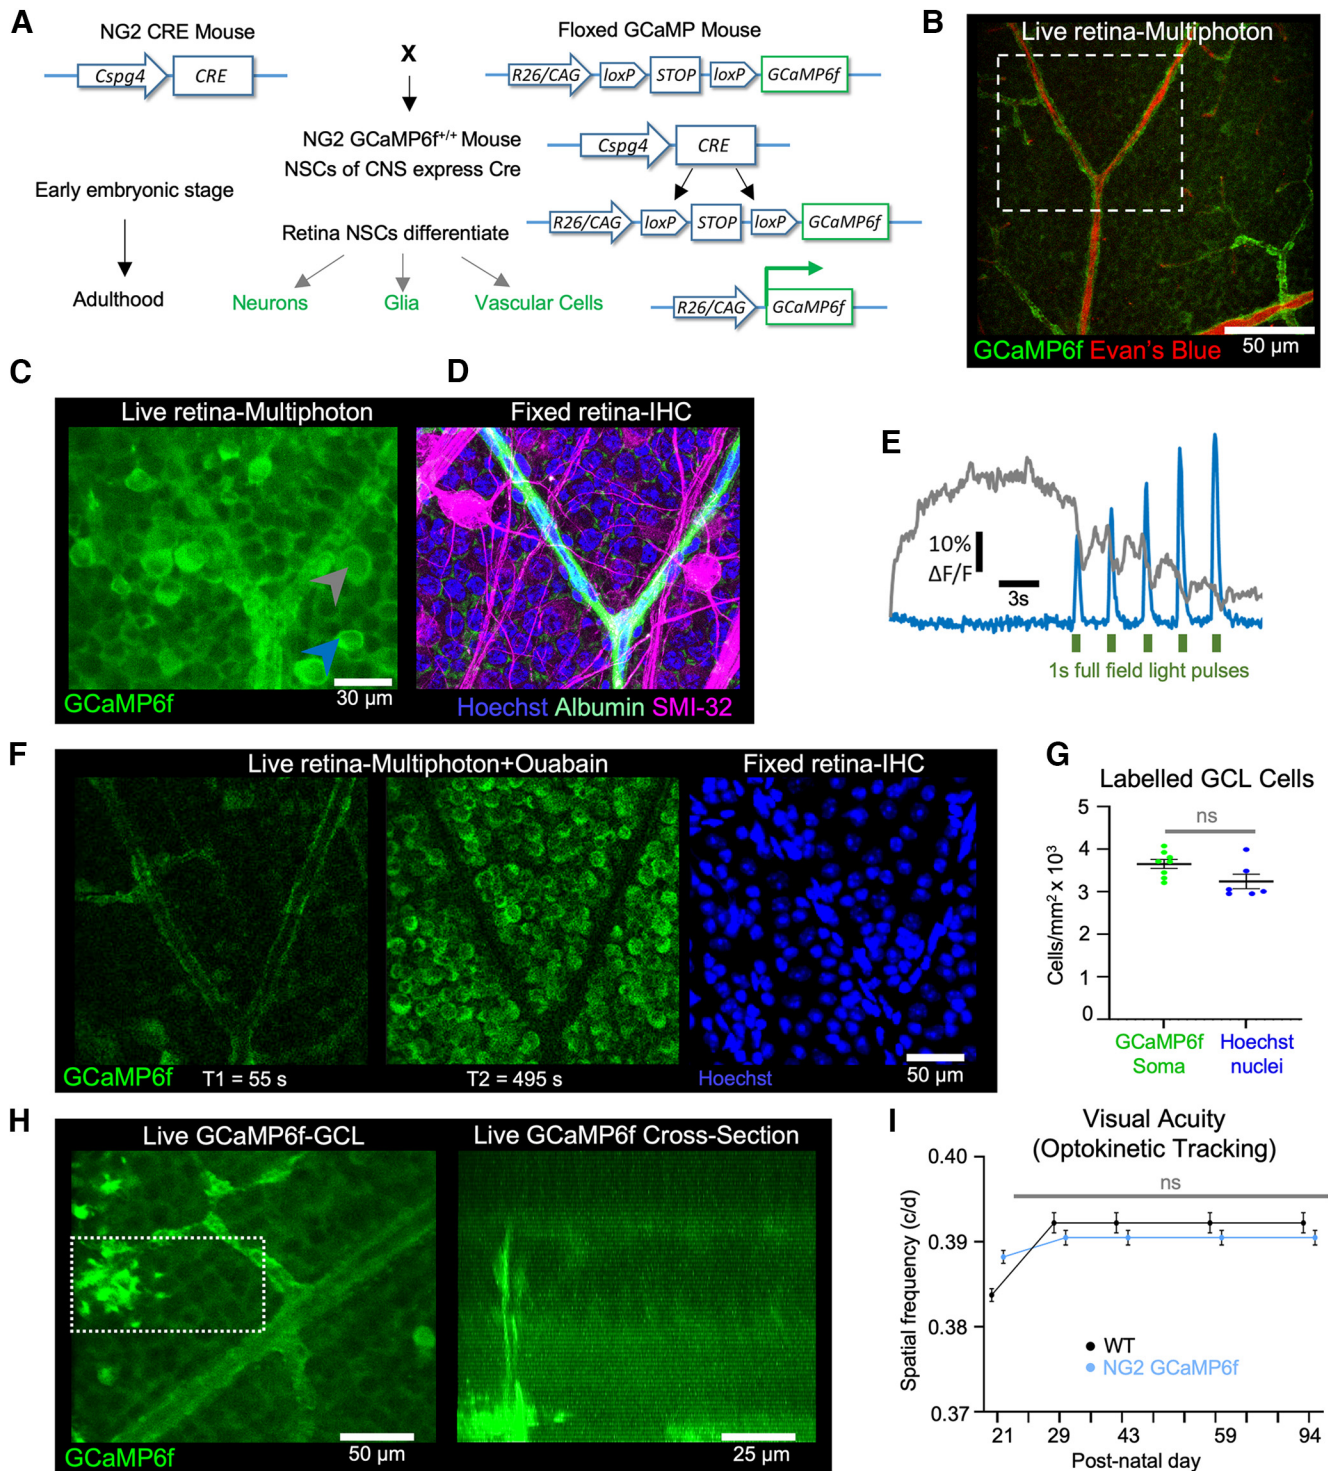 A
NG2 CRE Mouse
Cspg4
CRE
X
Floxed GCaMP Mouse
R26/CAG
loxP
STOP
loxP
GCaMP6f
NG2 GCaMP6f+/+ Mouse
NSCs of CNS express Cre
Cspg4
CRE
Early embryonic stage
Adulthood
Retina NSCs differentiate
Neurons
Glia
Vascular Cells
R26/CAG
loxP
STOP
loxP
GCaMP6f
R26/CAG
GCaMP6f
B
Live retina-Multiphoton
GCaMP6f Evan's Blue
50 µm
C
Live retina-Multiphoton
GCaMP6f
30 µm
D
Fixed retina-IHC
Hoechst Albumin SMI-32
E
10%
ΔF/F
3s
1s full field light pulses
F
Live retina-Multiphoton+Ouabain
Fixed retina-IHC
GCaMP6f
T1 = 55 s
T2 = 495 s
Hoechst
50 µm
G
Labelled GCL Cells
ns
Cells/mm² x 10³
5
4
3
2
1
0
GCaMP6f
Soma
Hoechst
nuclei
H
Live GCaMP6f-GCL
Live GCaMP6f Cross-Section
GCaMP6f
50 µm
25 µm
I
Visual Acuity
(Optokinetic Tracking)
ns
Spatial frequency (c/d)
0.40
0.39
0.38
0.37
WT
NG2 GCaMP6f
21
29
43
59
94
Post-natal day